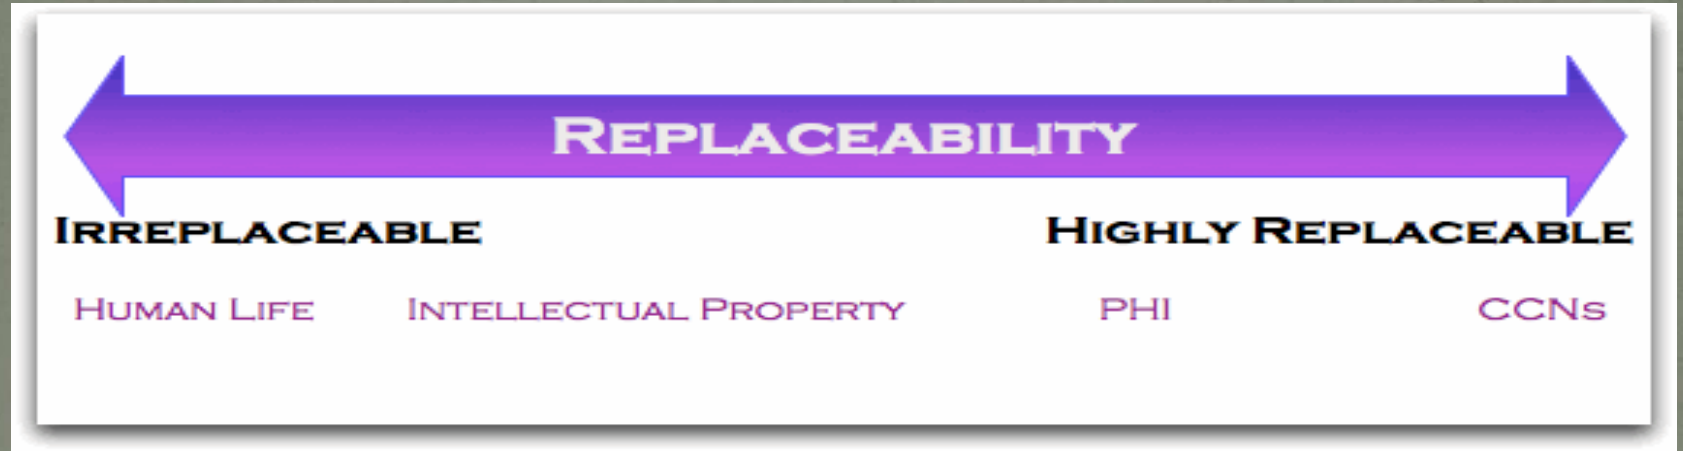 Replaceability
Irreplaceable Highly Replaceable
Human Life Intellectual Property PHI CCNs